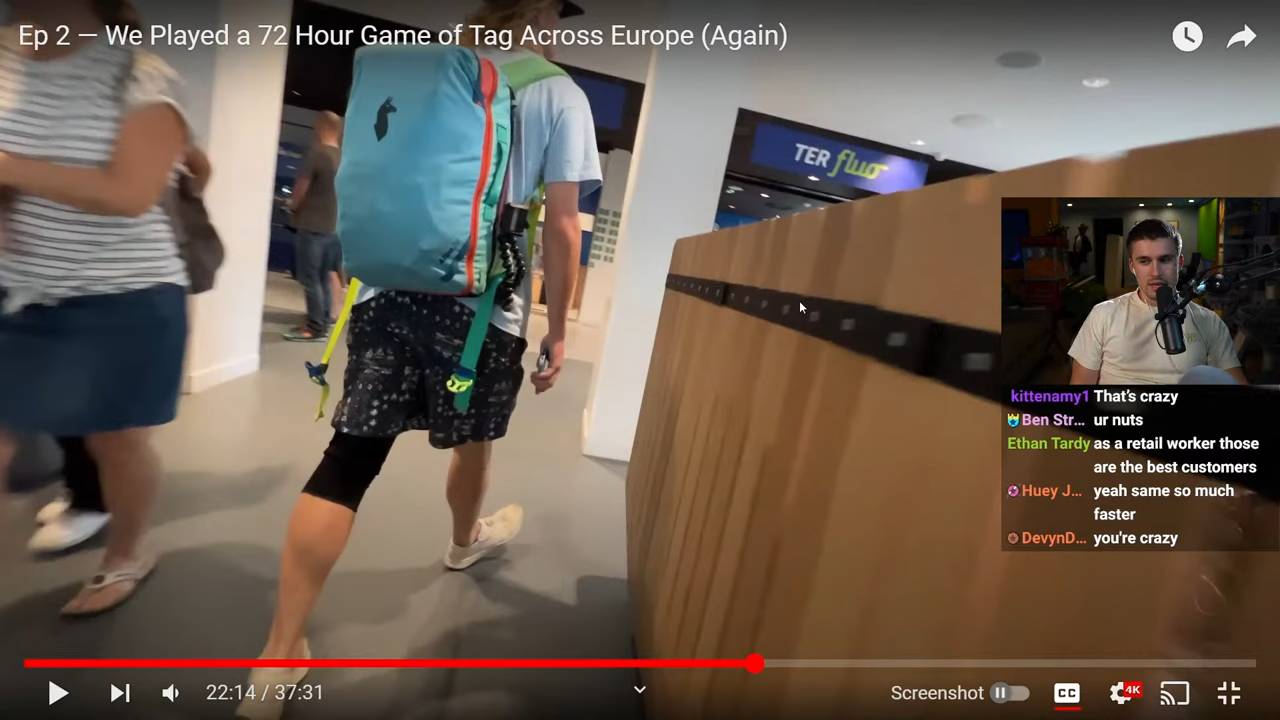 Ep 2 — We Played a 72 Hour Game of Tag Across Europe (Again)
TER fluo
kittenamy1 That's crazy
Ben Str... ur nuts
Ethan Tardy as a retail worker those
are the best customers
Huey J... yeah same so much
faster
DevynD... you're crazy
22:14 / 37:31
Screenshot
CC
4K